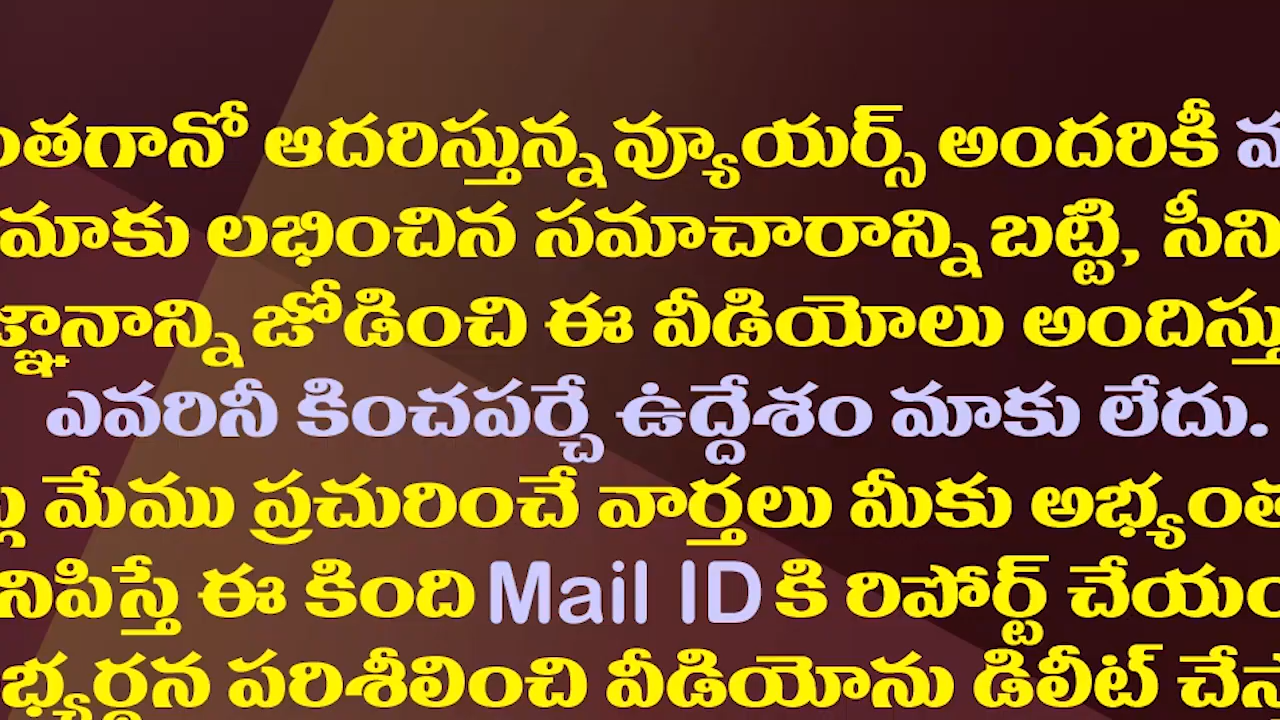 ఆదరిస్తున్న వ్యూయర్స్ అందరికీ
మాకు లభించిన సమాచారాన్ని బట్టి,
జోడించి ఈ వీడియోలు
ఎవరినీ కించపర్చే ఉద్దేశం మాకు లేదు.
మేము ప్రచురించే వార్తలు మీకు
ఈ కింది Mail ID కి రిపోర్ట్
పరిశీలించి వీడియోను డిలీట్